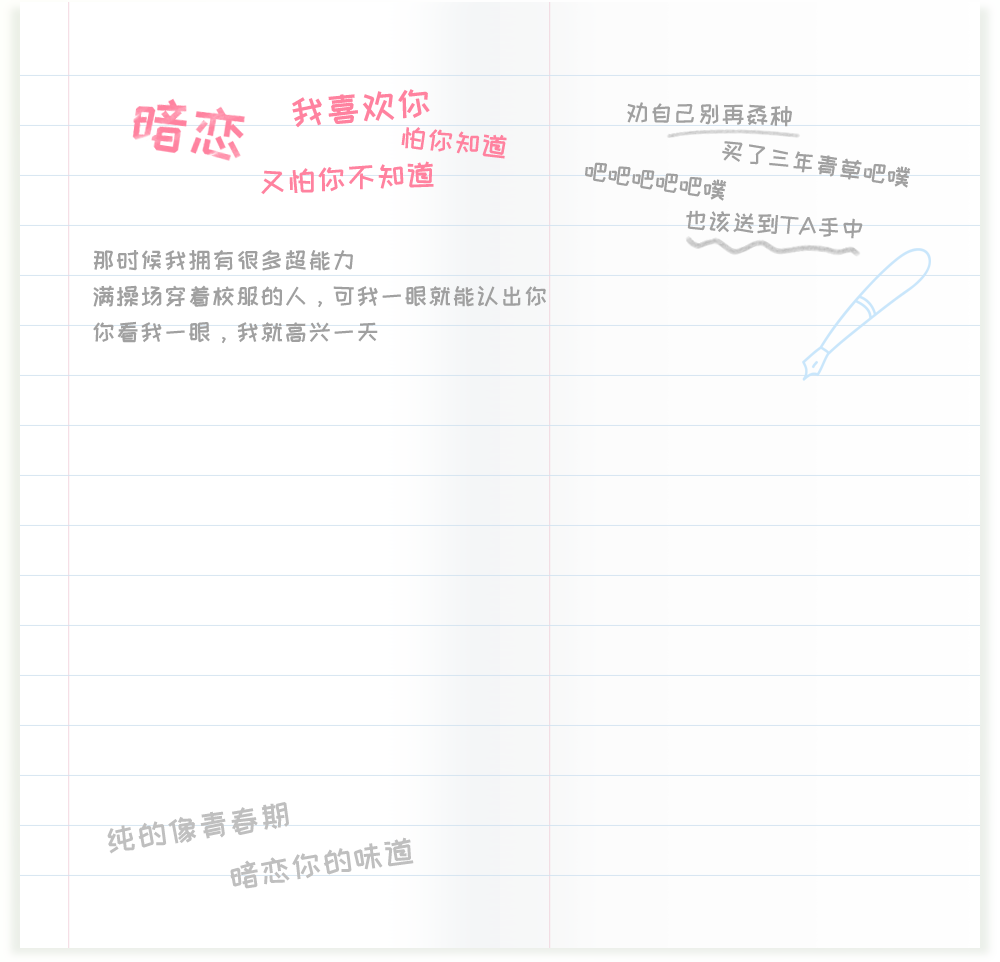 暗恋
我喜欢你
怕你知道
又怕你不知道
那时候我拥有很多超能力
满操场穿着校服的人，可我一眼就能认出你
你看我一眼，我就高兴一天
劝自己别再孬种
买了三年青草吧噗
吧吧吧吧吧噗
也该送到TA手中
纯的像青春期
暗恋你的味道